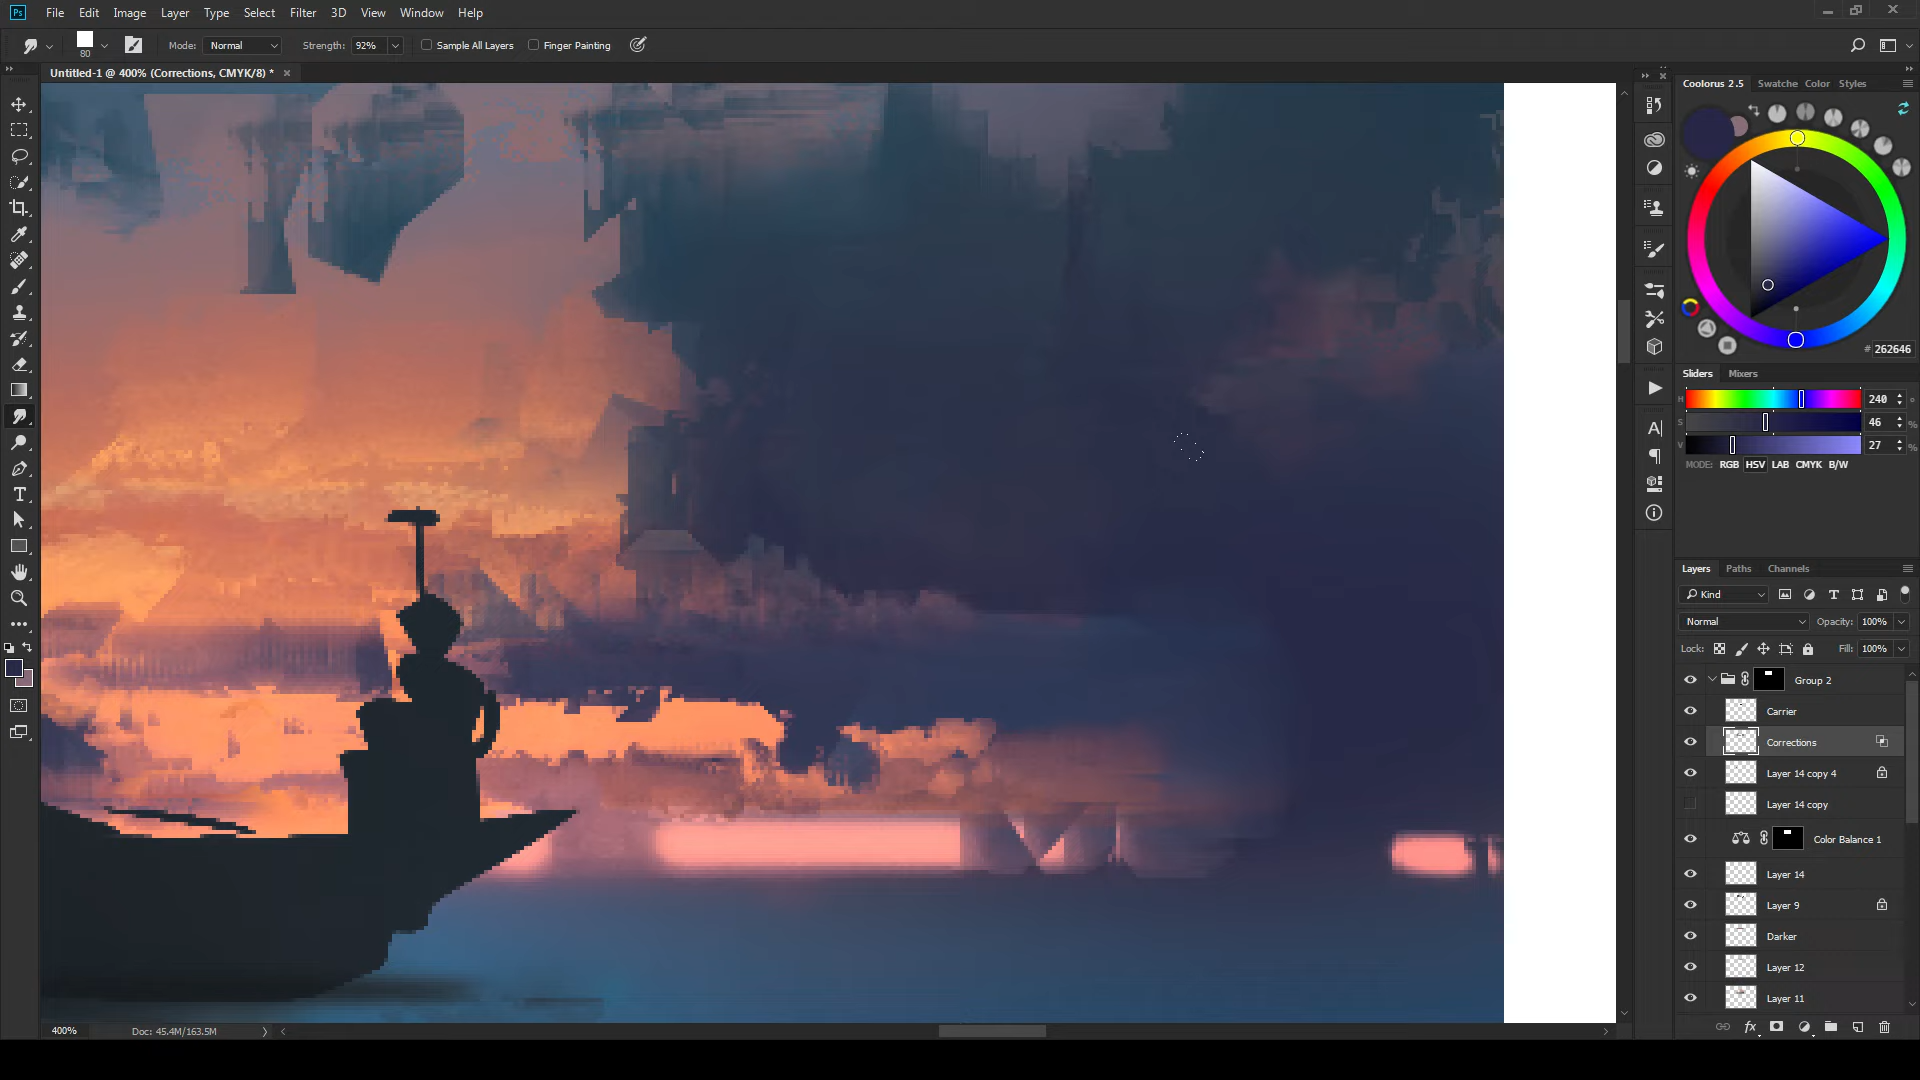 Ps File Edit Image Layer Type Select Filter 3D View Window Help
80 Mode: Normal Strength: 92% Sample All Layers Finger Painting
Untitled-1 @ 400% (Corrections, CMYK/8) *
Coolorus 2.5 Swatche Color Styles
# 262646
Sliders Mixers
H 240 °
S 46 %
V 27 %
MODE: RGB HSV LAB CMYK B/W
Layers Paths Channels
Kind
Normal Opacity: 100%
Lock: Fill: 100%
Group 2
Carrier
Corrections
Layer 14 copy 4
Layer 14 copy
Color Balance 1
Layer 14
Layer 9
Darker
Layer 12
Layer 11
fx
400% Doc: 45.4M/163.5M